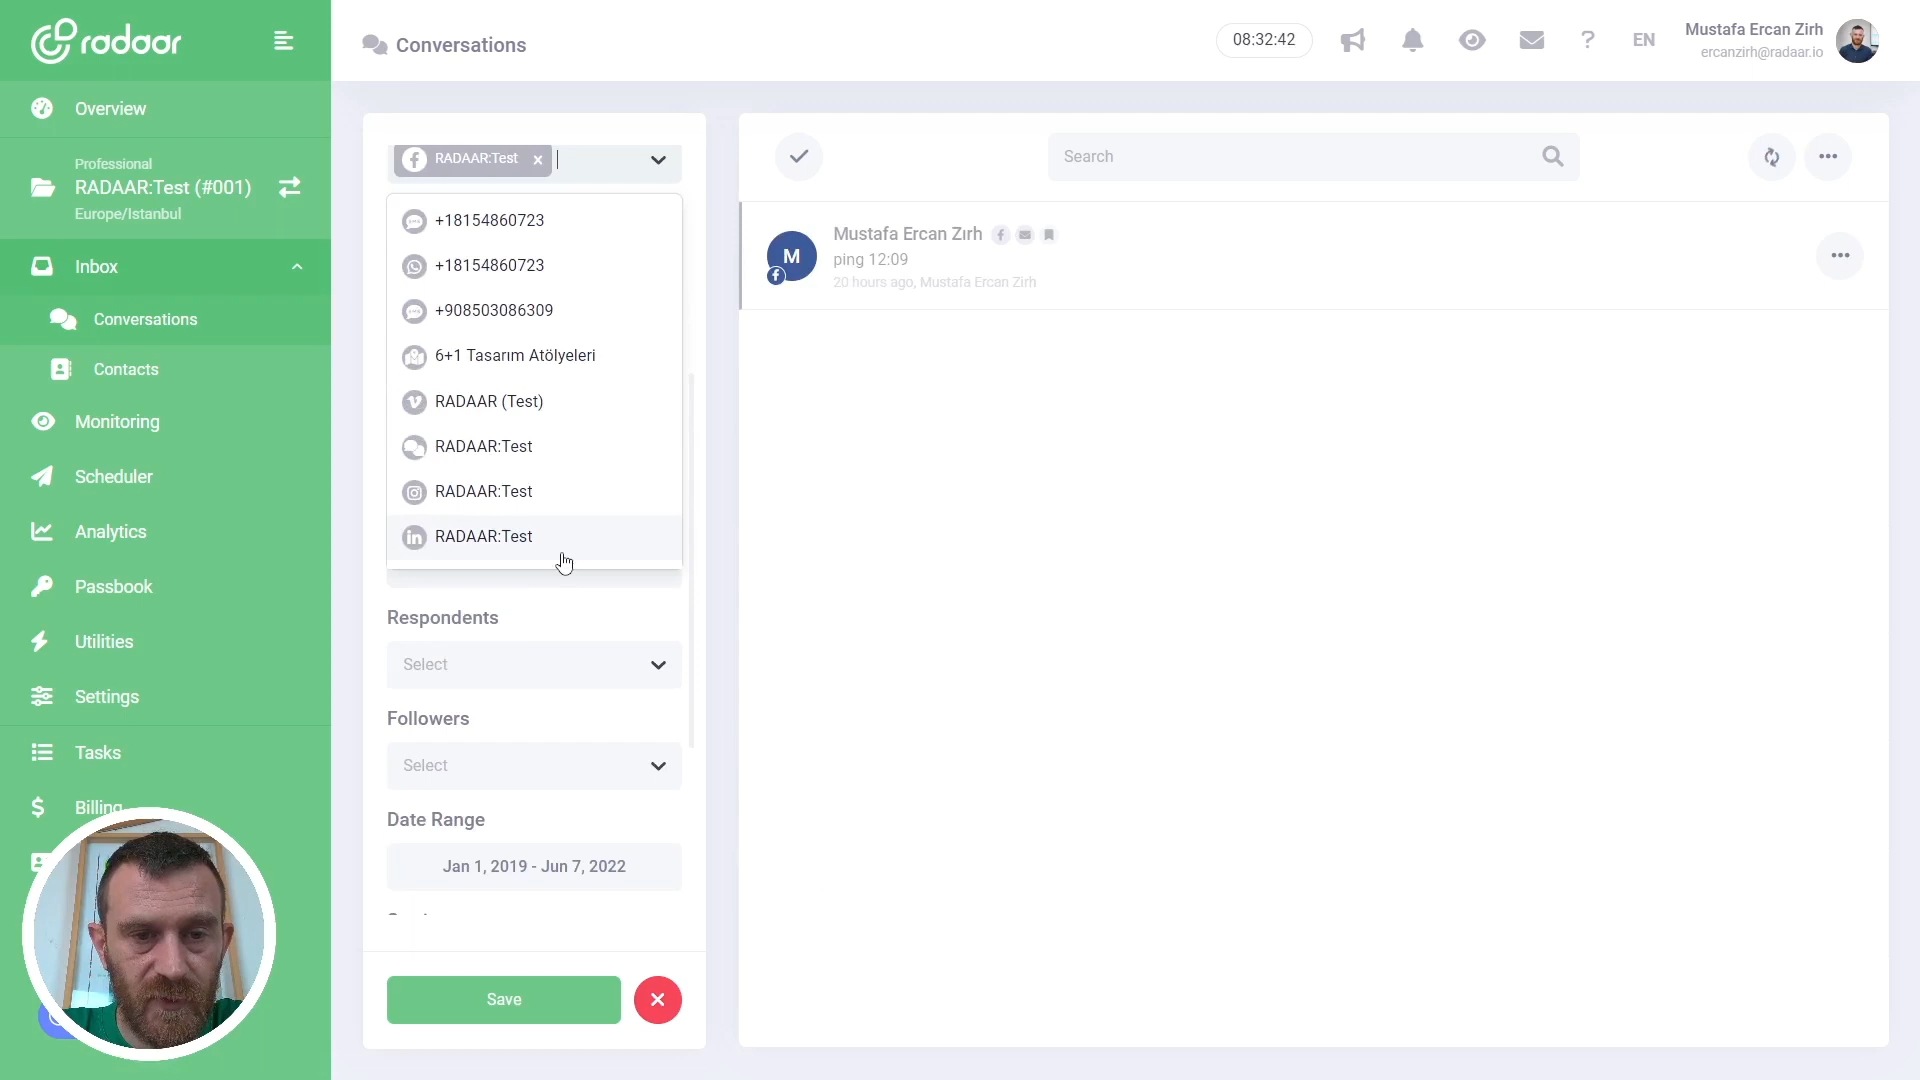 radaar
Conversations
08:32:42
EN
Mustafa Ercan Zirh
ercanzirh@radaar.io
Overview
Professional
RADAAR:Test (#001)
Europe/Istanbul
Inbox
Conversations
Contacts
Monitoring
Scheduler
Analytics
Passbook
Utilities
Settings
Tasks
Billing
RADAAR:Test ×
+18154860723
+18154860723
+908503086309
6+1 Tasarım Atölyeleri
RADAAR (Test)
RADAAR:Test
RADAAR:Test
RADAAR:Test
Respondents
Select
Followers
Select
Date Range
Jan 1, 2019 - Jun 7, 2022
Save
Search
M
Mustafa Ercan Zırh
ping 12:09
20 hours ago, Mustafa Ercan Zirh